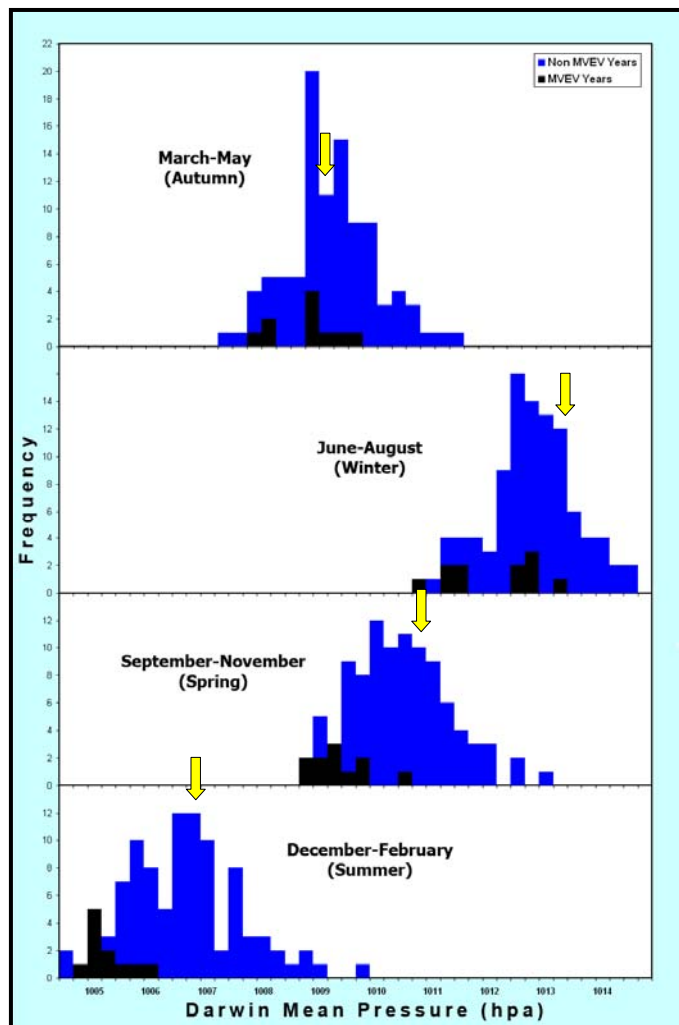 22
20
18
16
14
12
10
8
6
4
2
0
Non MVEV Years
MVEV Years
March-May
(Autumn)
14
12
10
8
6
4
2
0
June-August
(Winter)
12
10
8
6
4
2
0
September-November
(Spring)
12
10
8
6
4
2
0
December-February
(Summer)
Frequency
1005 1006 1007 1008 1009 1010 1011 1012 1013 1014
Darwin Mean Pressure (hpa)